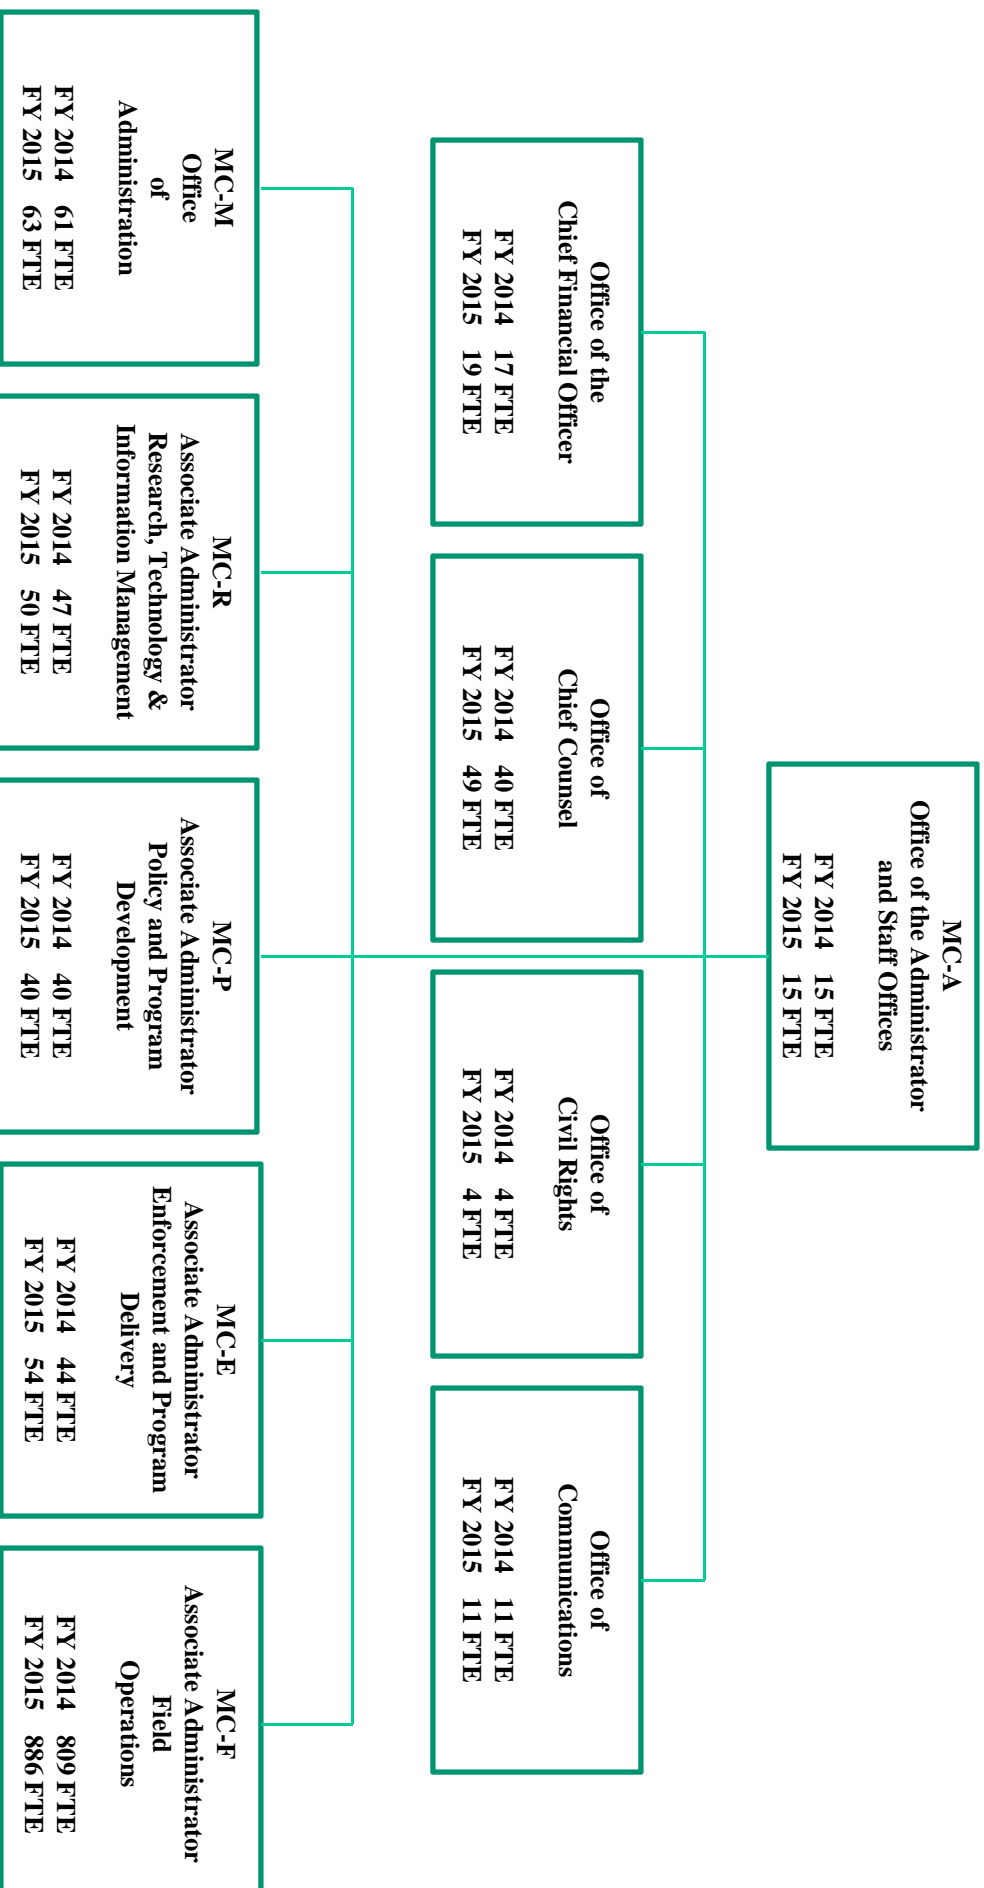 MC-A
Office of the Administrator
and Staff Offices
FY 2014 15 FTE
FY 2015 15 FTE
Office of the
Chief Financial Officer
FY 2014 17 FTE
FY 2015 19 FTE
Office of
Chief Counsel
FY 2014 40 FTE
FY 2015 49 FTE
Office of
Civil Rights
FY 2014 4 FTE
FY 2015 4 FTE
Office of
Communications
FY 2014 11 FTE
FY 2015 11 FTE
MC-M
Office
of
Administration
FY 2014 61 FTE
FY 2015 63 FTE
MC-R
Associate Administrator
Research, Technology &
Information Management
FY 2014 47 FTE
FY 2015 50 FTE
MC-P
Associate Administrator
Policy and Program
Development
FY 2014 40 FTE
FY 2015 40 FTE
MC-E
Associate Administrator
Enforcement and Program
Delivery
FY 2014 44 FTE
FY 2015 54 FTE
MC-F
Associate Administrator
Field
Operations
FY 2014 809 FTE
FY 2015 886 FTE